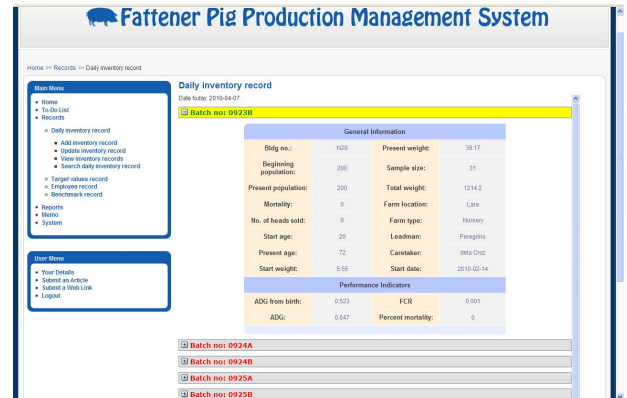 Fattener Pig Production Management System
Home >> Records >> Daily inventory record
Main Menu
Home
To-Do List
Records
Daily inventory record
Add inventory record
Update inventory record
View inventory records
Search daily inventory record
Target values record
Employee record
Benchmark record
Reports
Memo
System
User Menu
Your Details
Submit an Article
Submit a Web Link
Logout
Daily inventory record
Date today: 2010-04-07
Batch no: 0923B
General Information
Bldg no.: N20 Present weight: 39.17
Beginning population: 200 Sample size: 31
Present population: 200 Total weight: 1214.2
Mortality: 0 Farm location: Lara
No. of heads sold: 0 Farm type: Nursery
Start age: 20 Leadman: Peregrino
Present age: 72 Caretaker: dela Cruz
Start weight: 5.55 Start date: 2010-02-14
Performance Indicators
ADG from birth: 0.523 FCR 0.001
ADG: 0.647 Percent mortality: 0
Batch no: 0924A
Batch no: 0924B
Batch no: 0925A
Batch no: 0925B